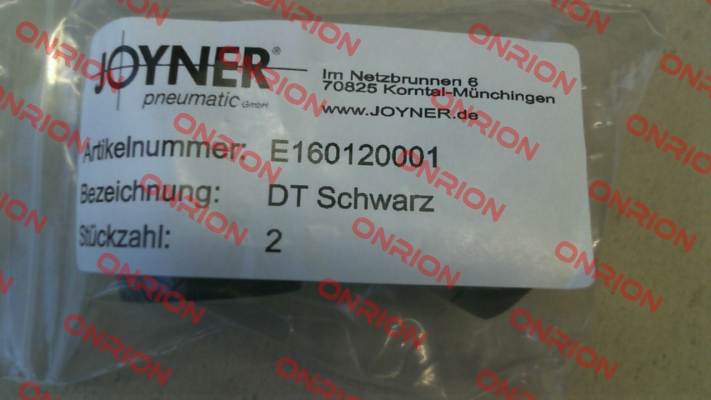 JOYNER®
pneumatic GmbH
Im Netzbrunnen 6
70825 Korntal-Münchingen
www.JOYNER.de
Artikelnummer: E160120001
Bezeichnung: DT Schwarz
Stückzahl: 2
ONRION